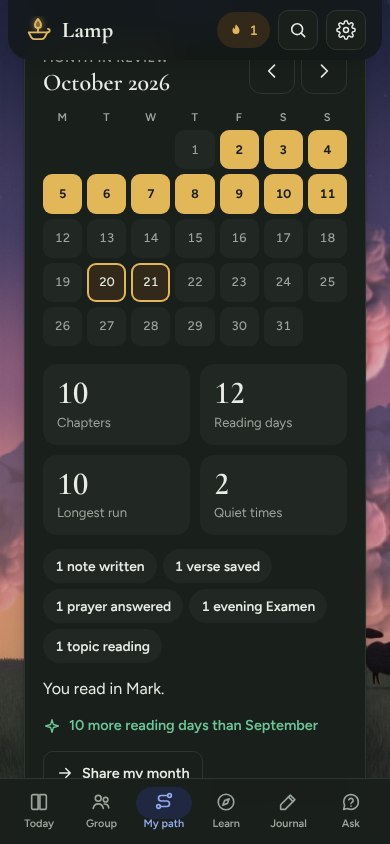 Lamp
1
MONTH IN REVIEW
October 2026
M T W T F S S
1 2 3 4
5 6 7 8 9 10 11
12 13 14 15 16 17 18
19 20 21 22 23 24 25
26 27 28 29 30 31
10
Chapters
12
Reading days
10
Longest run
2
Quiet times
1 note written
1 verse saved
1 prayer answered
1 evening Examen
1 topic reading
You read in Mark.
10 more reading days than September
Share my month
Today Group My path Learn Journal Ask